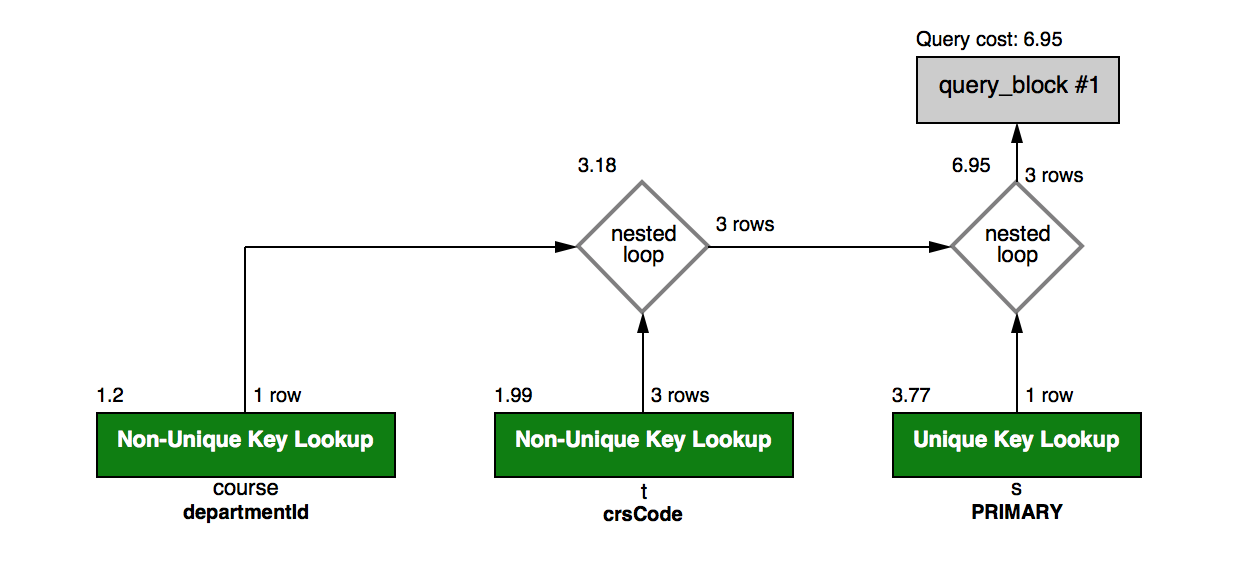 Query cost: 6.95
query_block #1
3.18
6.95
3 rows
3 rows
nested
loop
nested
loop
1.2
1 row
1.99
3 rows
3.77
1 row
Non-Unique Key Lookup
Non-Unique Key Lookup
Unique Key Lookup
course
departmentId
t
crsCode
s
PRIMARY